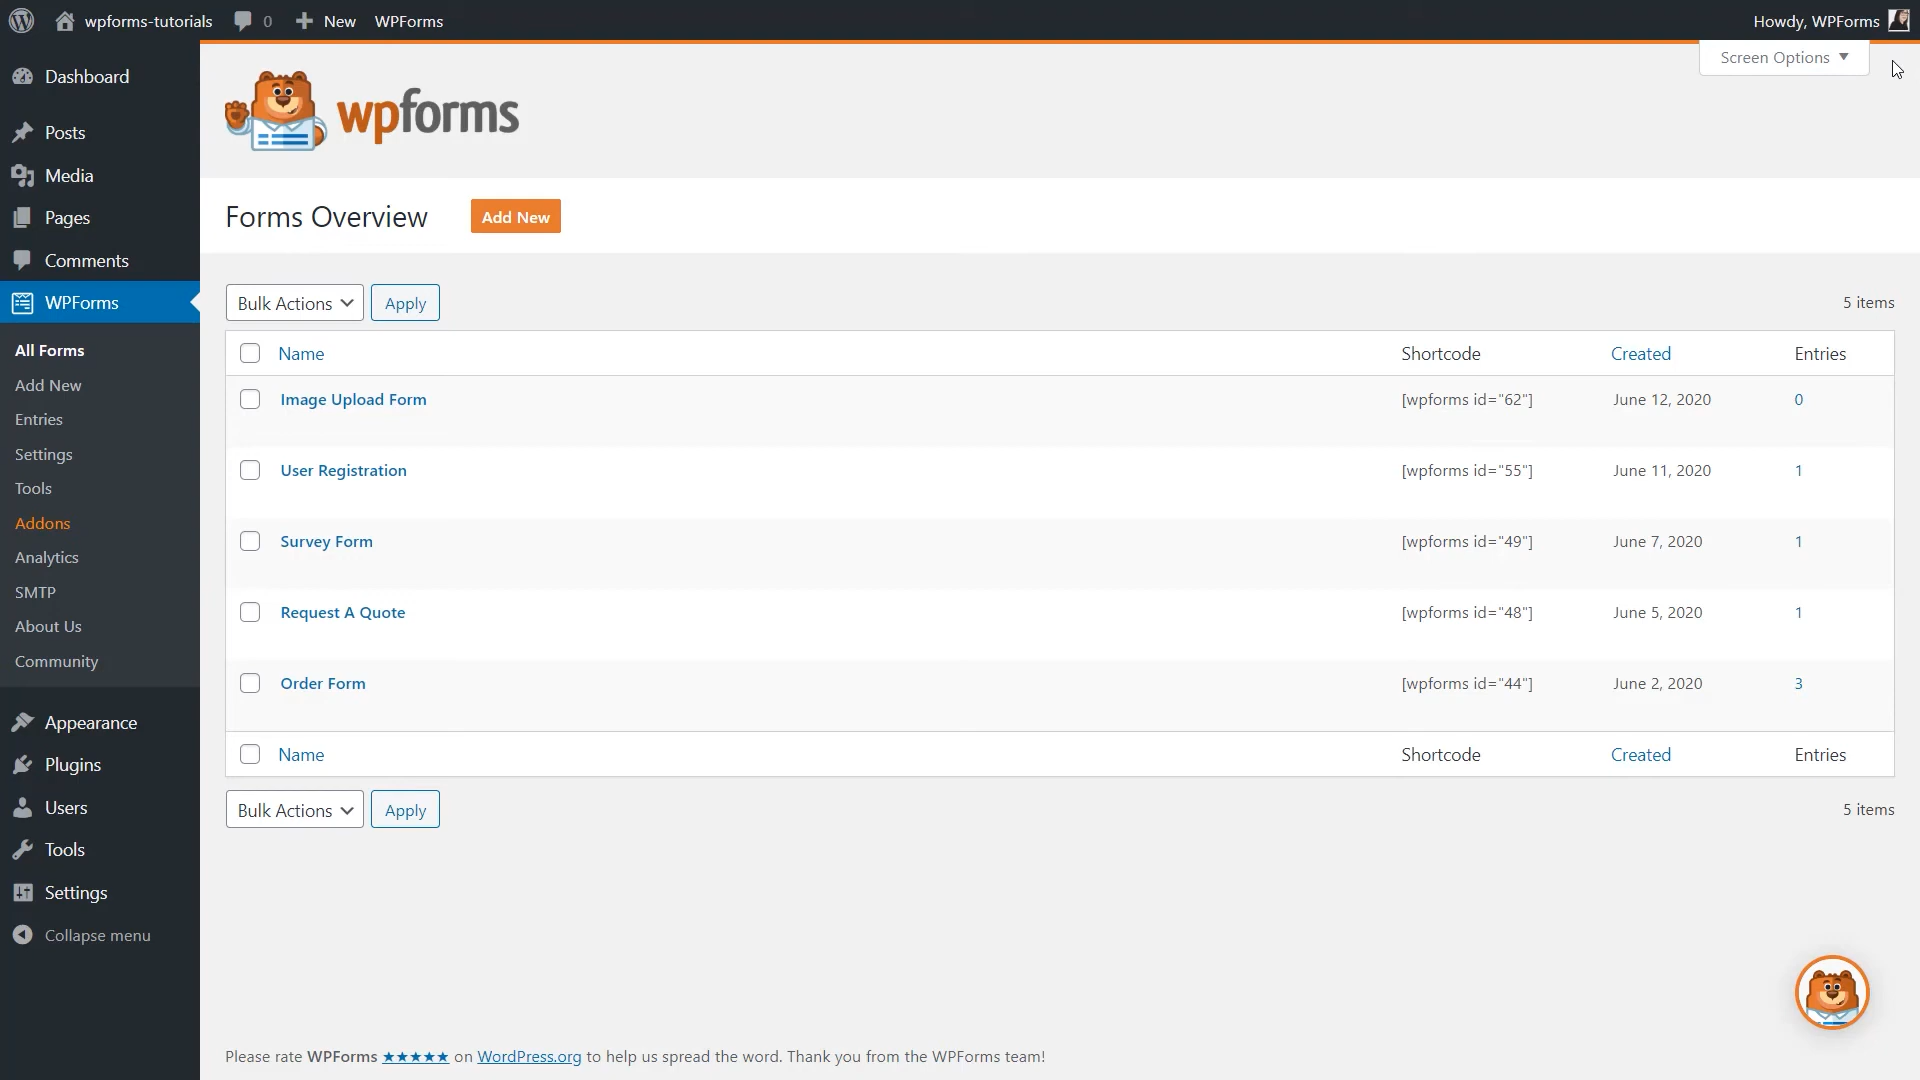 wpforms-tutorials 0 New WPForms Howdy, WPForms
Screen Options
Dashboard
Posts
Media
Pages
Comments
WPForms
All Forms
Add New
Entries
Settings
Tools
Addons
Analytics
SMTP
About Us
Community
Appearance
Plugins
Users
Tools
Settings
Collapse menu
wpforms
Forms Overview Add New
Bulk Actions Apply 5 items
Name Shortcode Created Entries
Image Upload Form [wpforms id="62"] June 12, 2020 0
User Registration [wpforms id="55"] June 11, 2020 1
Survey Form [wpforms id="49"] June 7, 2020 1
Request A Quote [wpforms id="48"] June 5, 2020 1
Order Form [wpforms id="44"] June 2, 2020 3
Name Shortcode Created Entries
Bulk Actions Apply 5 items
Please rate WPForms ★★★★★ on WordPress.org to help us spread the word. Thank you from the WPForms team!